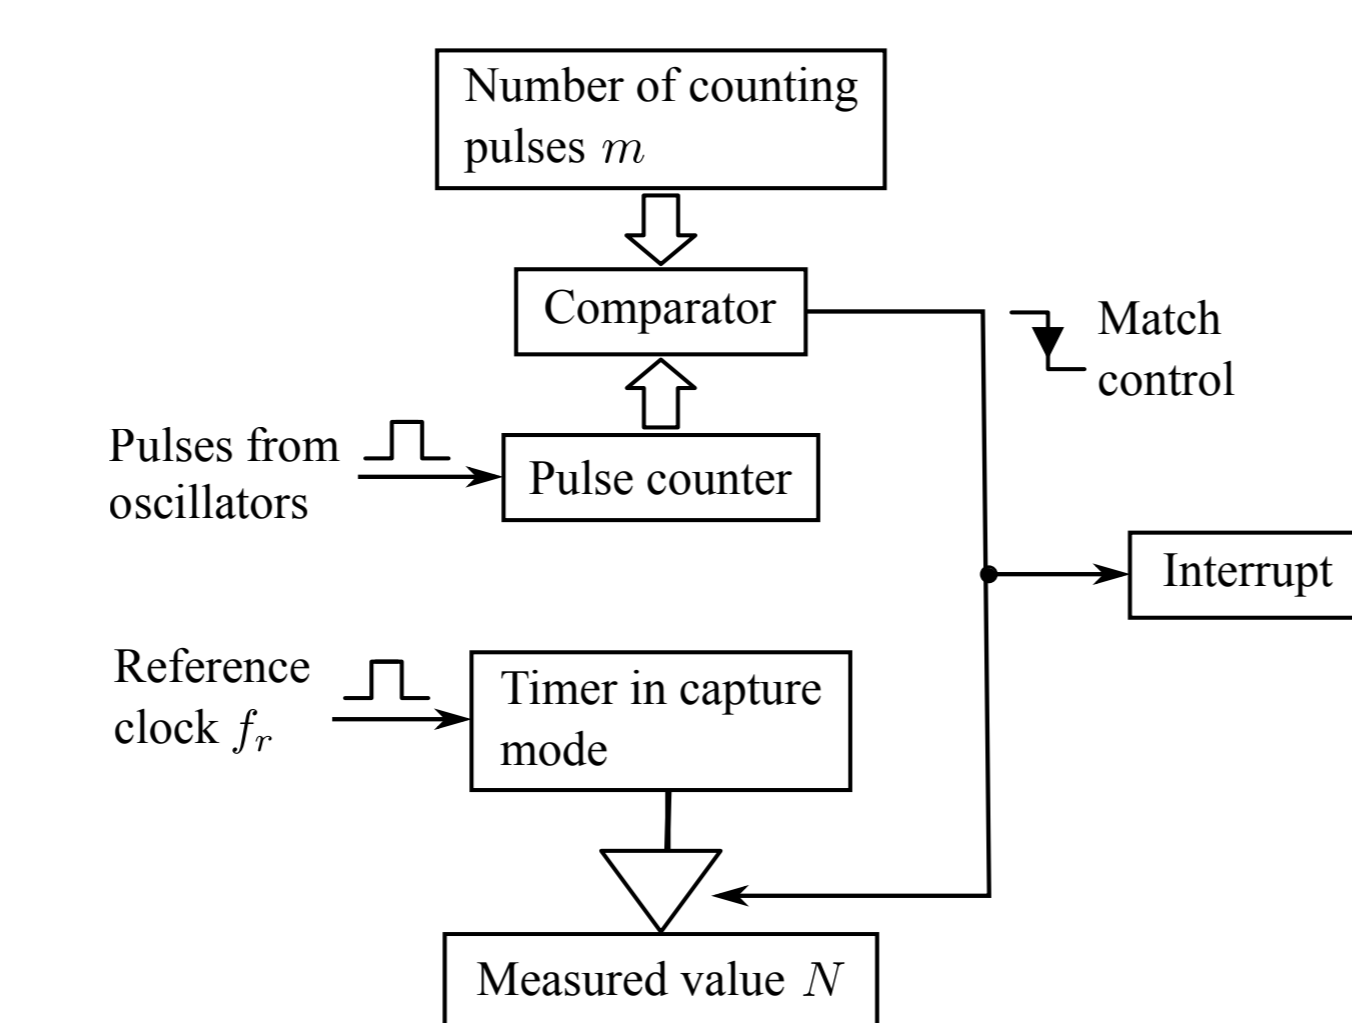 Number of counting
pulses m
Comparator
Match
control
Pulses from
oscillators
Pulse counter
Interrupt
Reference
clock f_r
Timer in capture
mode
Measured value N